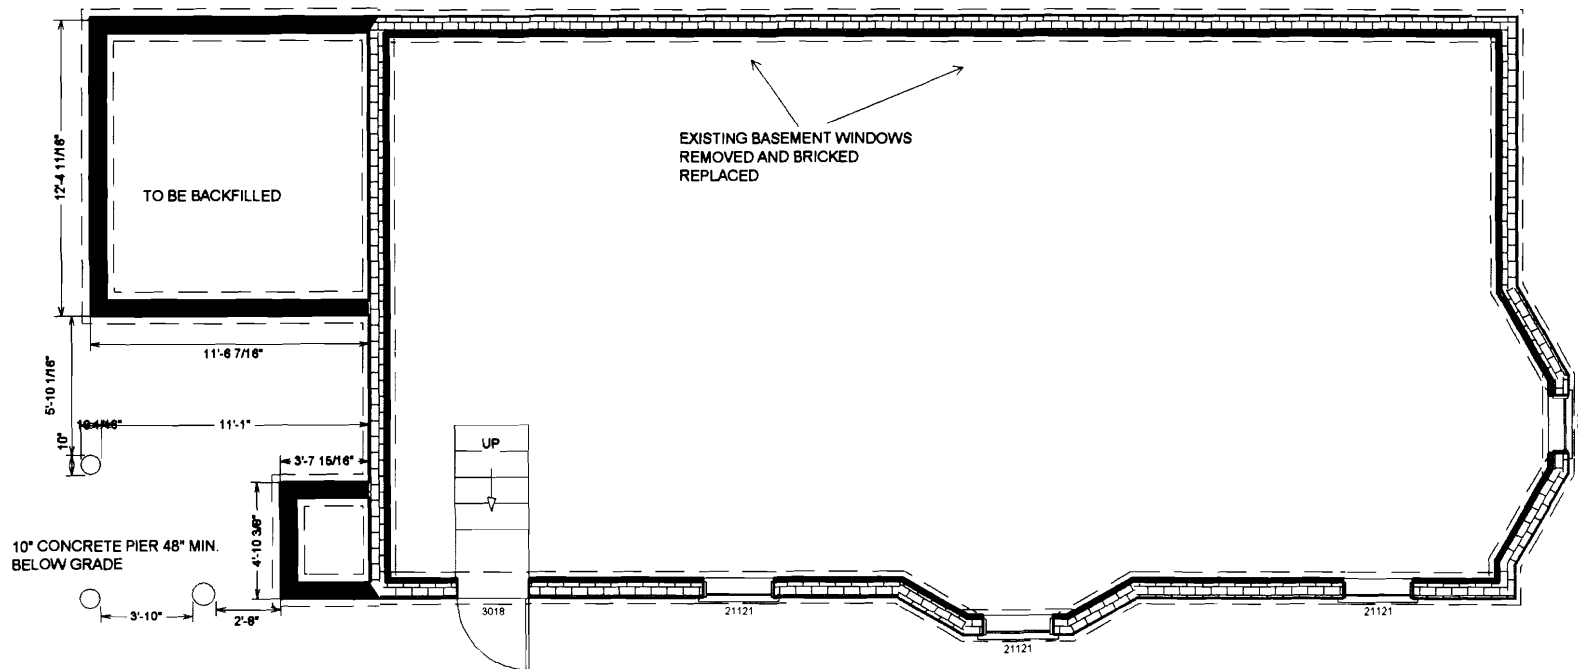 EXISTING BASEMENT WINDOWS
REMOVED AND BRICKED
REPLACED
12'-4 11/16"
TO BE BACKFILLED
11'-6 7/16"
5'-10 1/16"
11'-1"
10"
UP
3'-7 15/16"
4'-10 3/8"
10" CONCRETE PIER 48" MIN.
BELOW GRADE
3'-10"
2'-8"
3018
21121
21121
21121